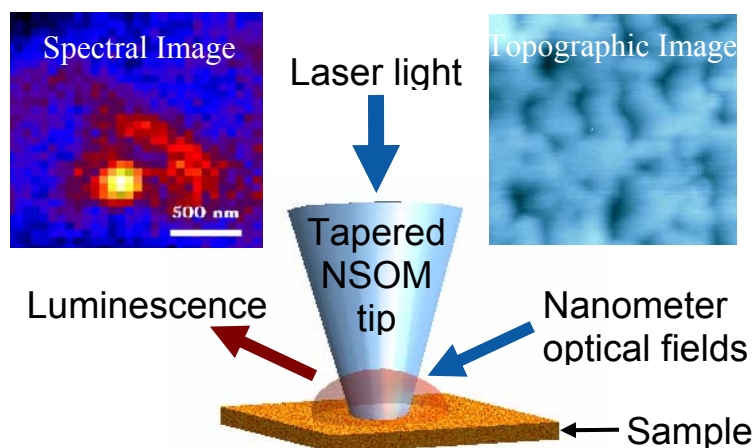 Spectral Image
500 nm
Laser light
Topographic Image
Tapered
NSOM
tip
Luminescence
Nanometer
optical fields
Sample